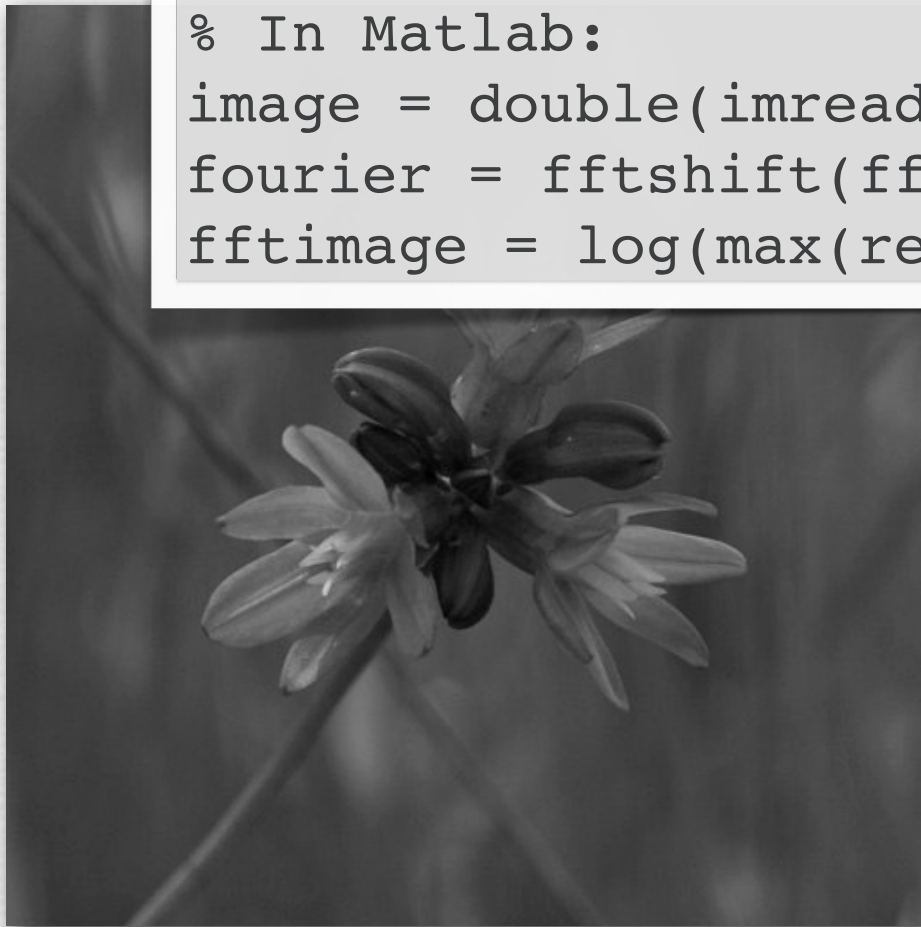 % In Matlab:
image = double(imread
fourier = fftshift(ff
fftimage = log(max(re